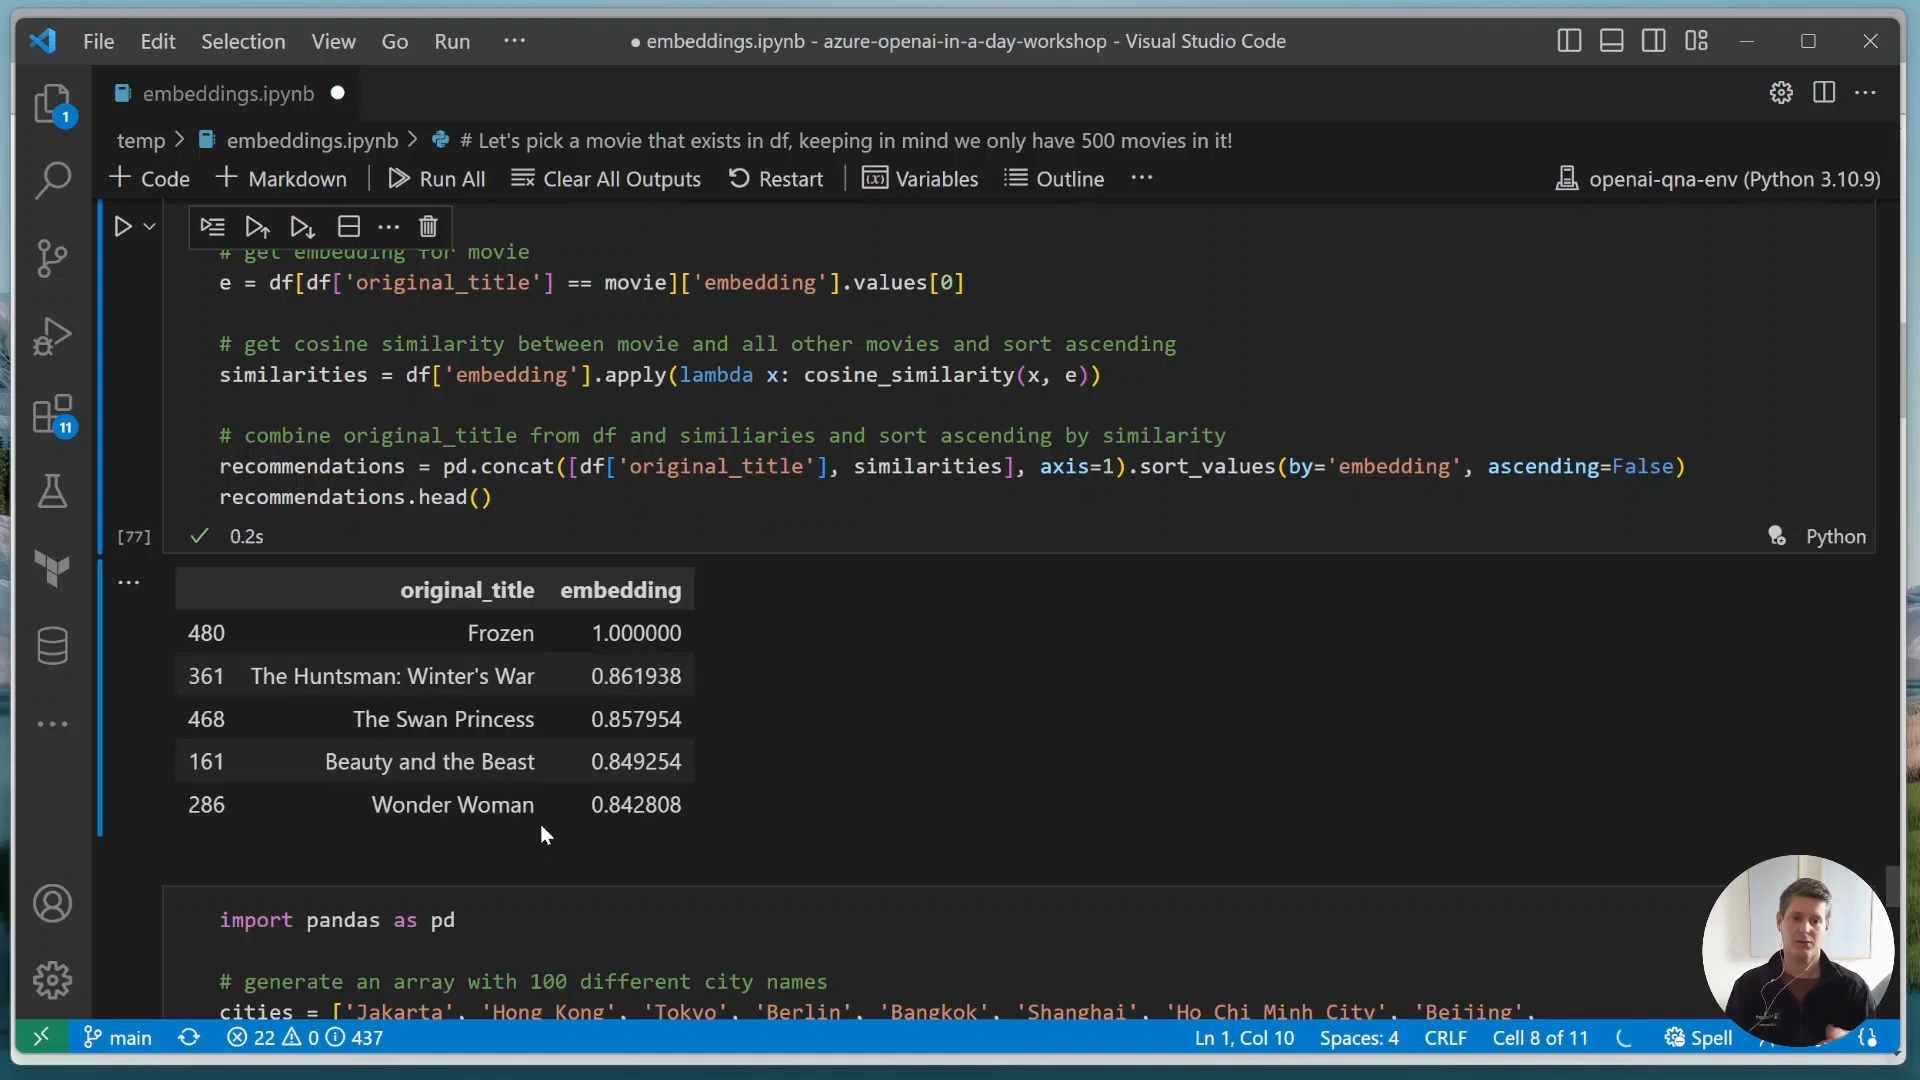 File Edit Selection View Go Run ···
● embeddings.ipynb - azure-openai-in-a-day-workshop - Visual Studio Code
1
embeddings.ipynb
temp > embeddings.ipynb > # Let's pick a movie that exists in df, keeping in mind we only have 500 movies in it!
+ Code + Markdown Run All Clear All Outputs Restart Variables Outline ··· openai-qna-env (Python 3.10.9)
# get embedding for movie
e = df[df['original_title'] == movie]['embedding'].values[0]
# get cosine similarity between movie and all other movies and sort ascending
similarities = df['embedding'].apply(lambda x: cosine_similarity(x, e))
11
# combine original_title from df and similiaries and sort ascending by similarity
recommendations = pd.concat([df['original_title'], similarities], axis=1).sort_values(by='embedding', ascending=False)
recommendations.head()
[77] ✓ 0.2s Python
original_title embedding
480 Frozen 1.000000
361 The Huntsman: Winter's War 0.861938
468 The Swan Princess 0.857954
161 Beauty and the Beast 0.849254
286 Wonder Woman 0.842808
import pandas as pd
# generate an array with 100 different city names
cities = ['Jakarta', 'Hong Kong', 'Tokyo', 'Berlin', 'Bangkok', 'Shanghai', 'Ho Chi Minh City', 'Beijing',
main 22 0 437 Ln 1, Col 10 Spaces: 4 CRLF Cell 8 of 11 Spell